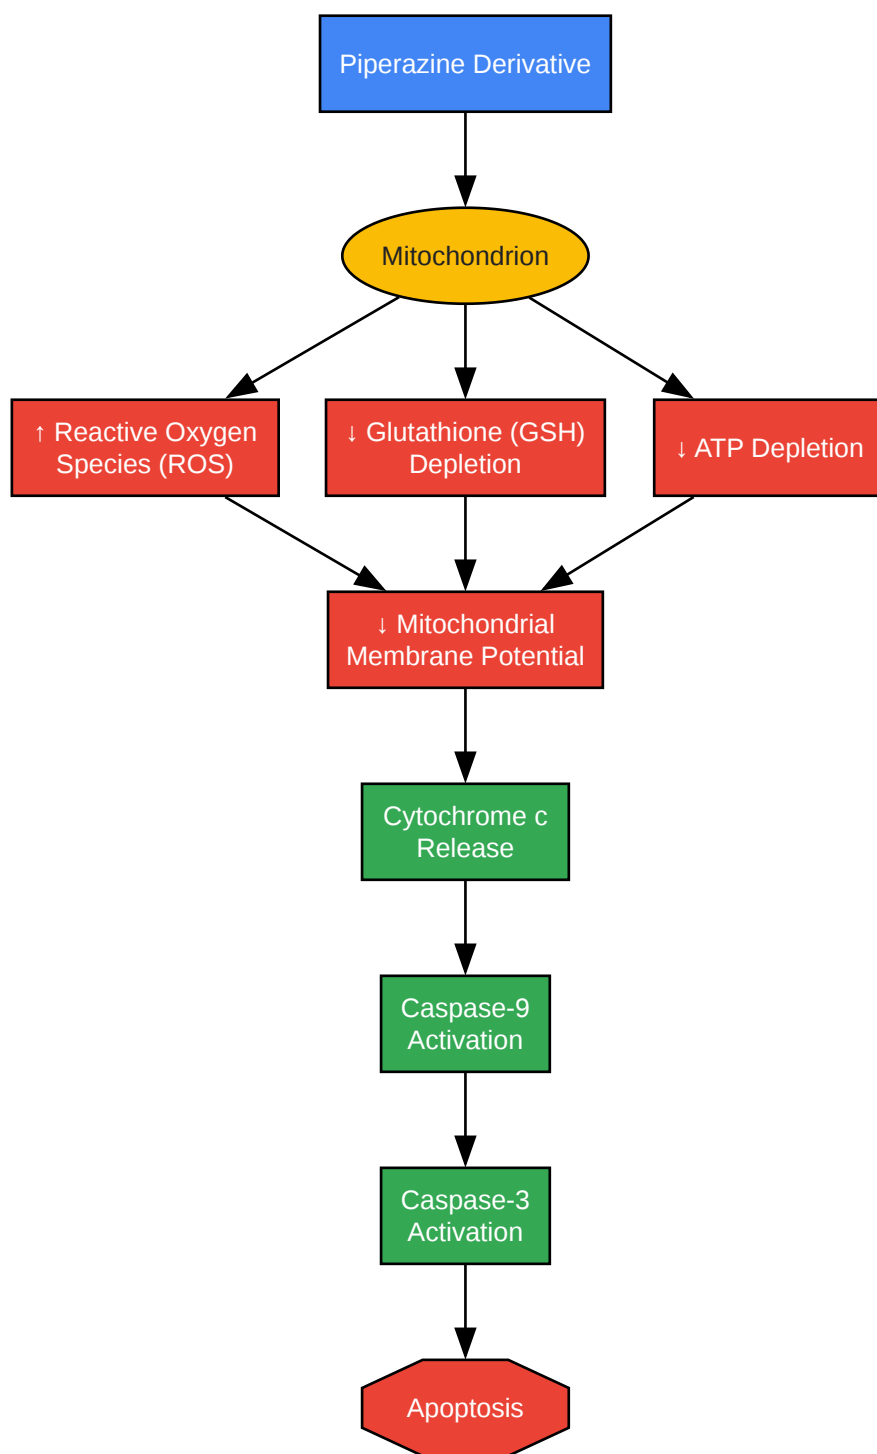 Piperazine Derivative
Mitochondrion
↑ Reactive Oxygen
Species (ROS)
↓ Glutathione (GSH)
Depletion
↓ ATP Depletion
↓ Mitochondrial
Membrane Potential
Cytochrome c
Release
Caspase-9
Activation
Caspase-3
Activation
Apoptosis